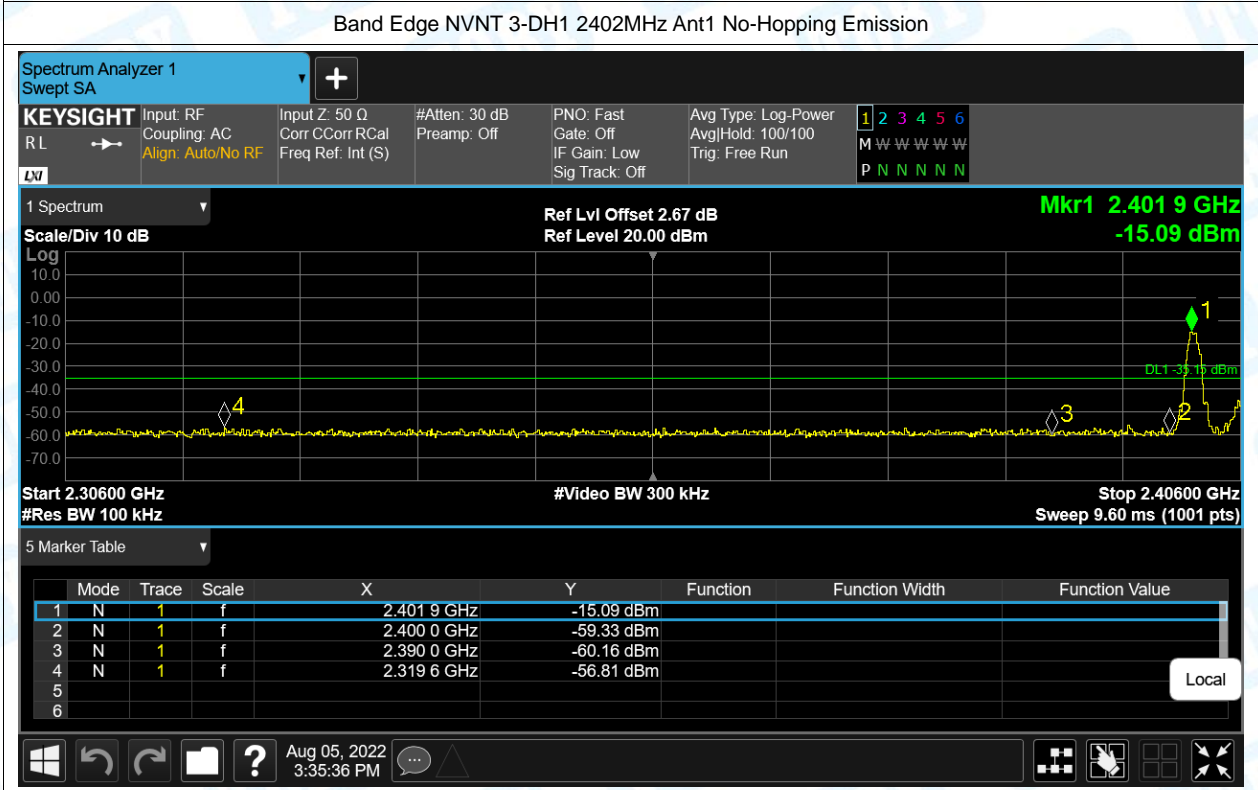 Band Edge NVNT 3-DH1 2402MHz Ant1 No-Hopping Emission
Spectrum Analyzer 1
Swept SA
+
KEYSIGHT Input: RF Input Z: 50 Ω #Atten: 30 dB PNO: Fast Avg Type: Log-Power 1 2 3 4 5 6
R L Coupling: AC Corr CCorr RCal Preamp: Off Gate: Off Avg|Hold: 100/100 M W W W W W
Align: Auto/No RF Freq Ref: Int (S) IF Gain: Low Trig: Free Run
LXI Sig Track: Off P N N N N N
1 Spectrum Ref Lvl Offset 2.67 dB Mkr1 2.401 9 GHz
Scale/Div 10 dB Ref Level 20.00 dBm -15.09 dBm
Log
10.0
0.00
-10.0 1
-20.0
-30.0 DL1 -35.15 dBm
-40.0
-50.0 4 3 2
-60.0
-70.0
Start 2.30600 GHz #Video BW 300 kHz Stop 2.40600 GHz
#Res BW 100 kHz Sweep 9.60 ms (1001 pts)
5 Marker Table
Mode Trace Scale X Y Function Function Width Function Value
1 N 1 f 2.401 9 GHz -15.09 dBm
2 N 1 f 2.400 0 GHz -59.33 dBm
3 N 1 f 2.390 0 GHz -60.16 dBm
4 N 1 f 2.319 6 GHz -56.81 dBm
5
6
Local
? Aug 05, 2022
3:35:36 PM